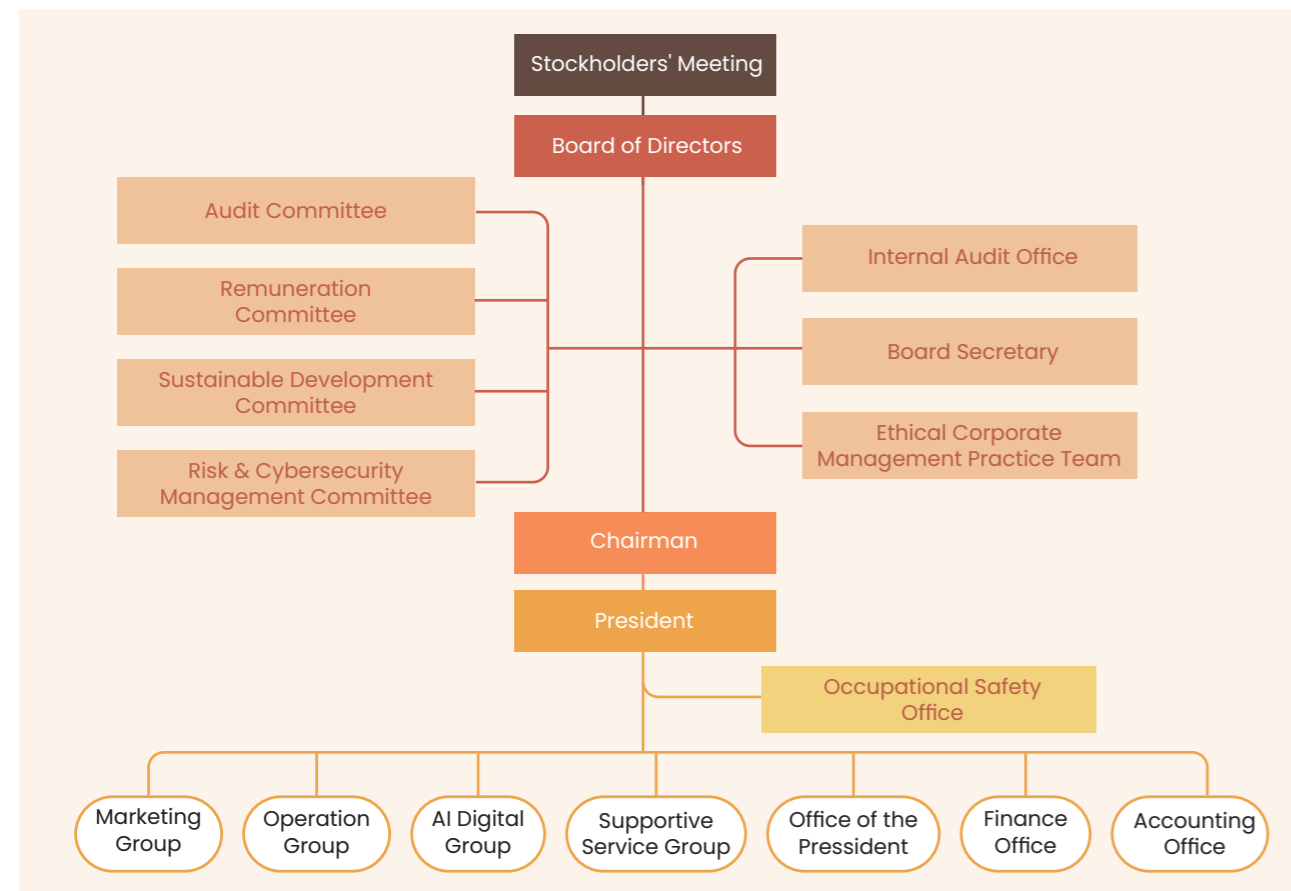 Stockholders' Meeting
Board of Directors
Audit Committee
Remuneration
Committee
Sustainable Development
Committee
Risk & Cybersecurity
Management Committee
Internal Audit Office
Board Secretary
Ethical Corporate
Management Practice Team
Chairman
President
Occupational Safety
Office
Marketing
Group
Operation
Group
AI Digital
Group
Supportive
Service Group
Office of the
Pressident
Finance
Office
Accounting
Office